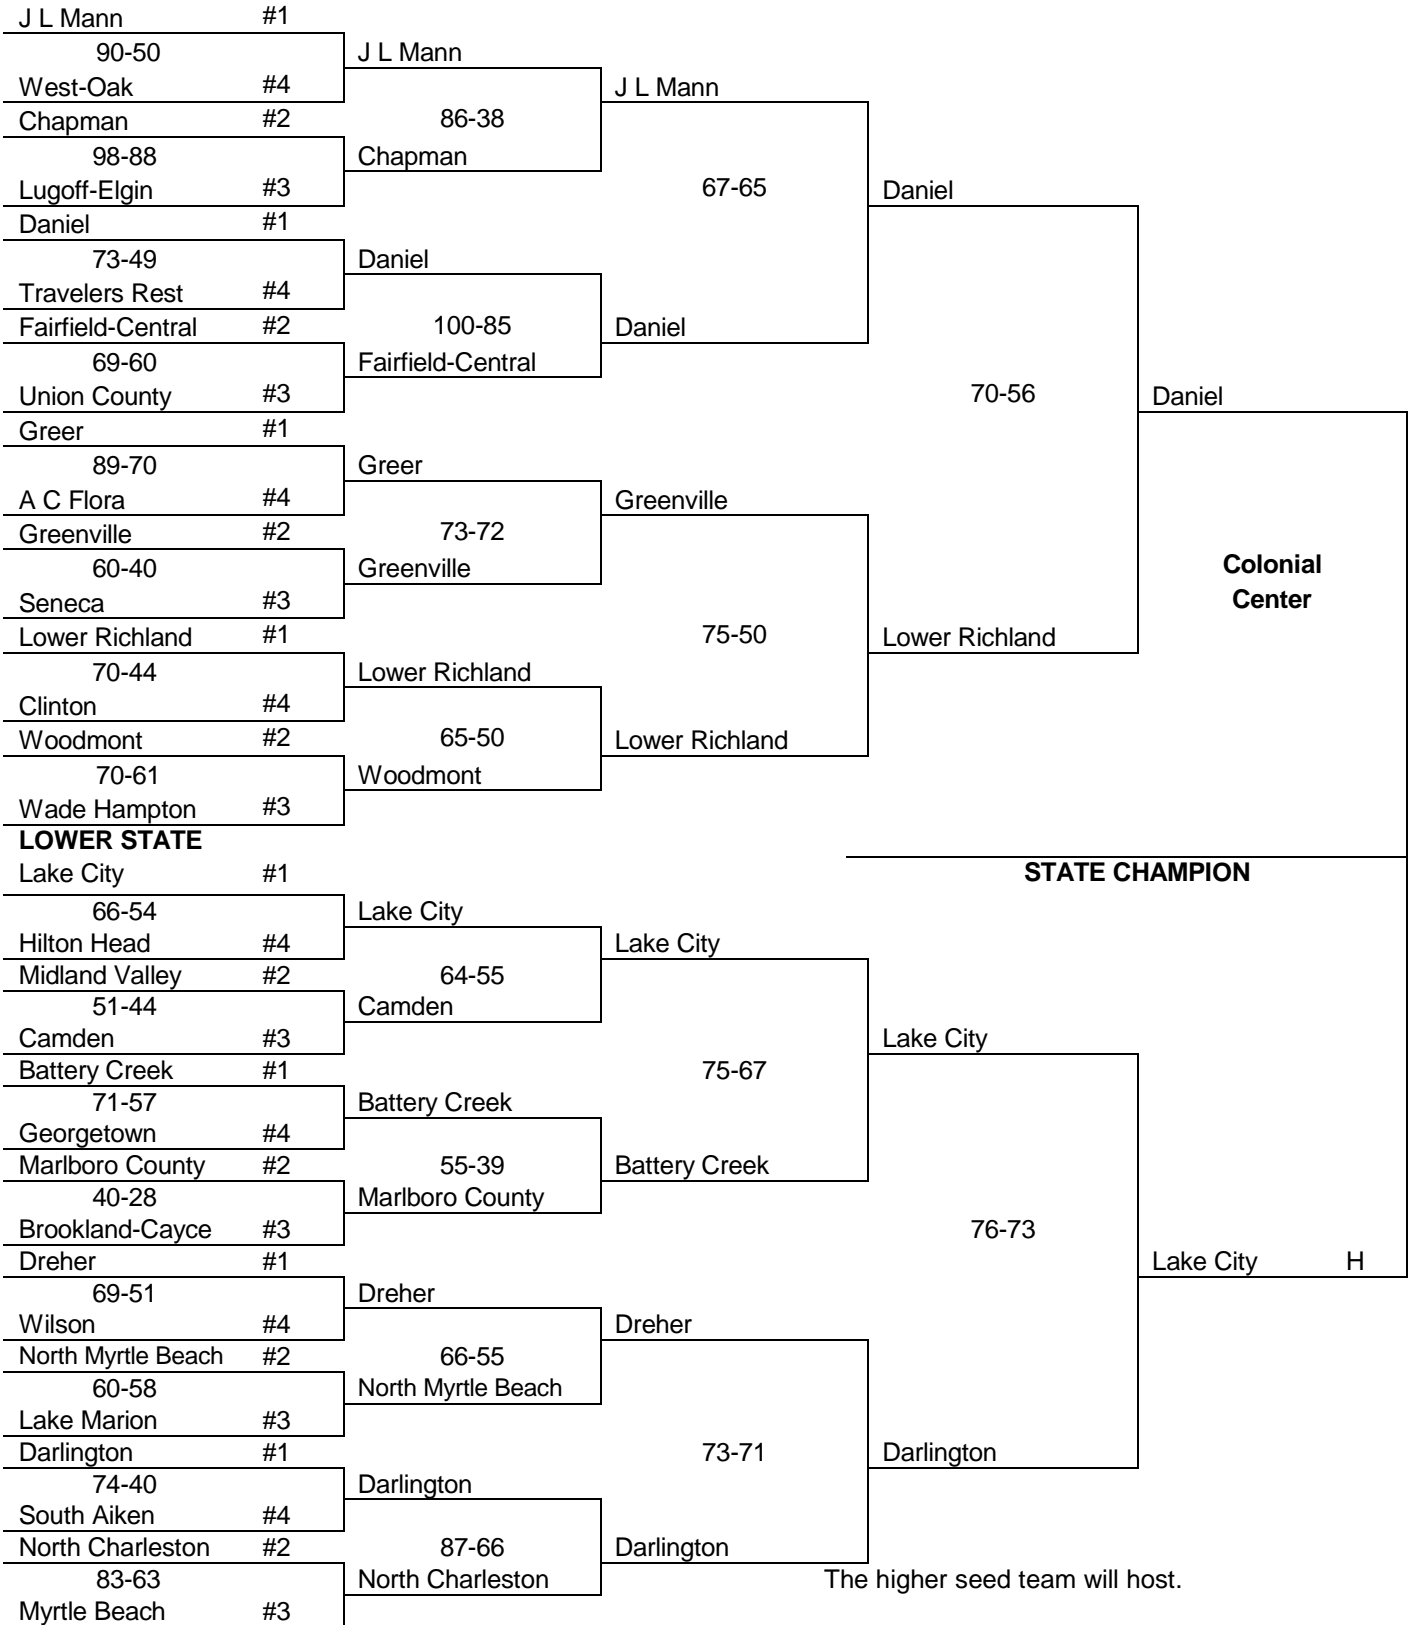 J L Mann #1
90-50 J L Mann
West-Oak #4 J L Mann
Chapman #2 86-38
98-88 Chapman
Lugoff-Elgin #3 67-65 Daniel
Daniel #1
73-49 Daniel
Travelers Rest #4
Fairfield-Central #2 100-85 Daniel
69-60 Fairfield-Central
Union County #3 70-56 Daniel
Greer #1
89-70 Greer
A C Flora #4 Greenville
Greenville #2 73-72
60-40 Greenville Colonial
Seneca #3 Center
Lower Richland #1 75-50 Lower Richland
70-44 Lower Richland
Clinton #4
Woodmont #2 65-50 Lower Richland
70-61 Woodmont
Wade Hampton #3
LOWER STATE
Lake City #1 STATE CHAMPION
66-54 Lake City
Hilton Head #4 Lake City
Midland Valley #2 64-55
51-44 Camden
Camden #3 Lake City
Battery Creek #1 75-67
71-57 Battery Creek
Georgetown #4
Marlboro County #2 55-39 Battery Creek
40-28 Marlboro County
Brookland-Cayce #3 76-73
Dreher #1 Lake City H
69-51 Dreher
Wilson #4 Dreher
North Myrtle Beach #2 66-55
60-58 North Myrtle Beach
Lake Marion #3
Darlington #1 73-71 Darlington
74-40 Darlington
South Aiken #4
North Charleston #2 87-66 Darlington
83-63 North Charleston The higher seed team will host.
Myrtle Beach #3